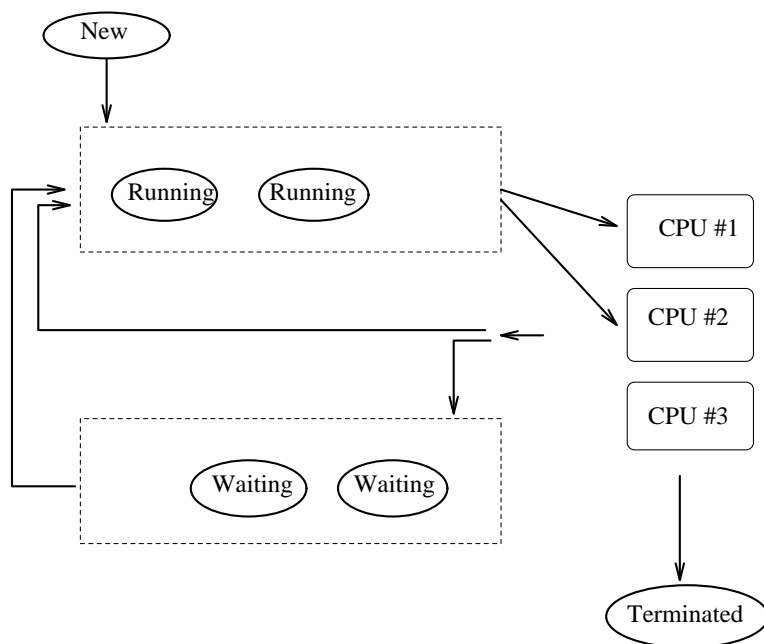 New
Running
Running
CPU #1
CPU #2
CPU #3
Waiting
Waiting
Terminated